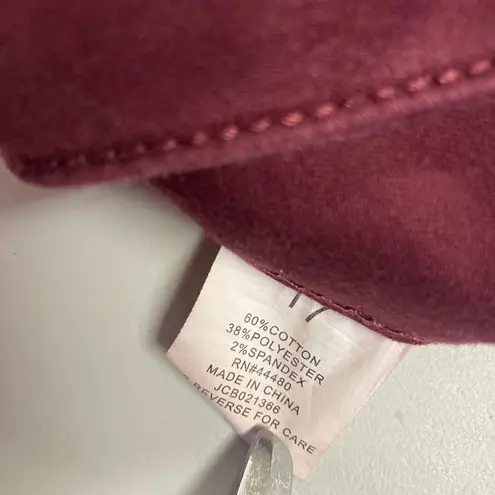 17
60%COTTON
38%POLYESTER
2%SPANDEX
RN#44480
MADE IN CHINA
JCB021366
REVERSE FOR CARE